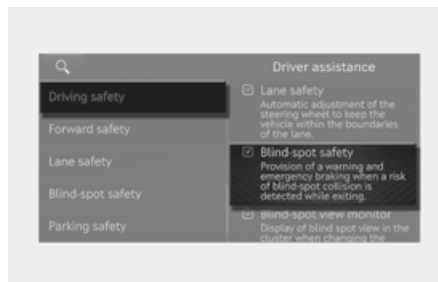 Driver assistance
Driving safety
Forward safety
Lane safety
Blind-spot safety
Parking safety
Lane safety
Automatic adjustment of the
steering wheel to keep the
vehicle within the boundaries
of the lane.
Blind-spot safety
Provision of a warning and
emergency braking when a risk
of blind-spot collision is
detected while exiting.
Blind-spot view monitor
Display of blind spot view in the
cluster when changing the